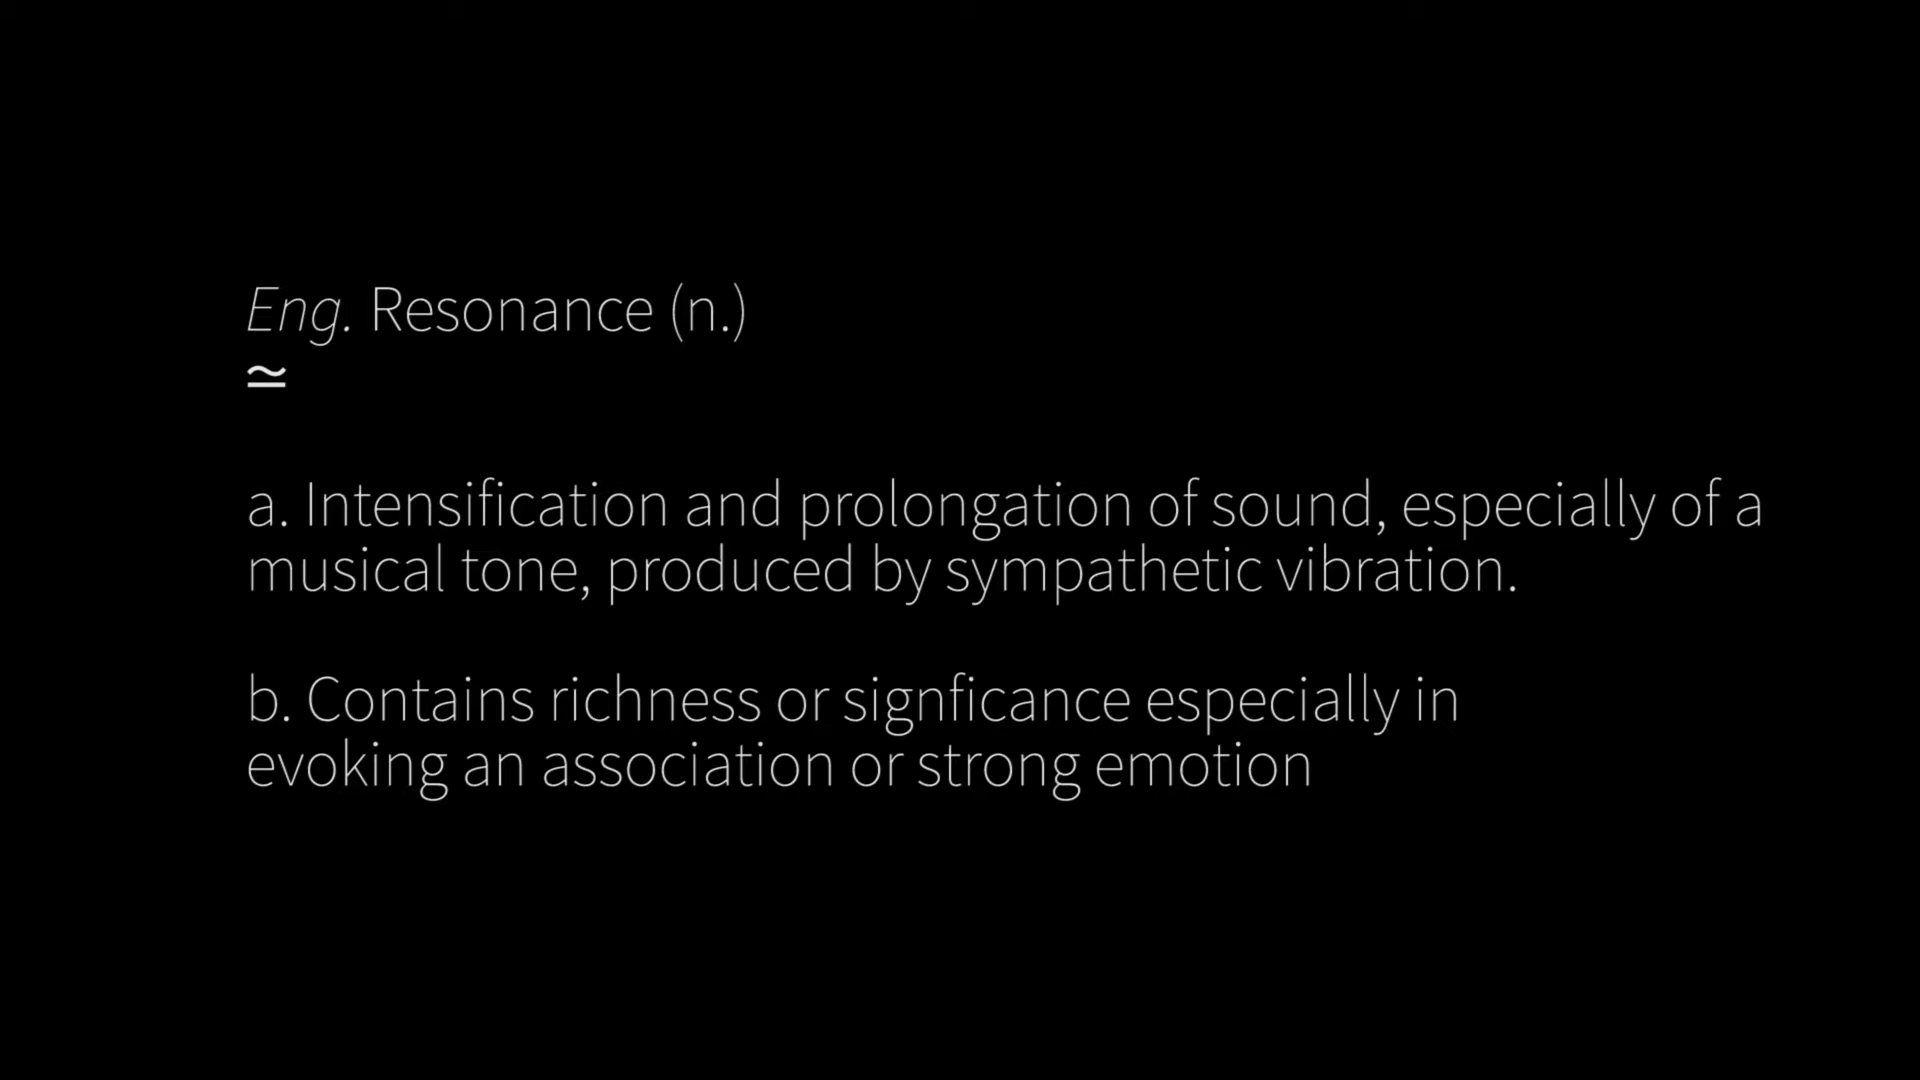 Eng. Resonance (n.)
≃
a. Intensification and prolongation of sound, especially of a
musical tone, produced by sympathetic vibration.
b. Contains richness or signficance especially in
evoking an association or strong emotion